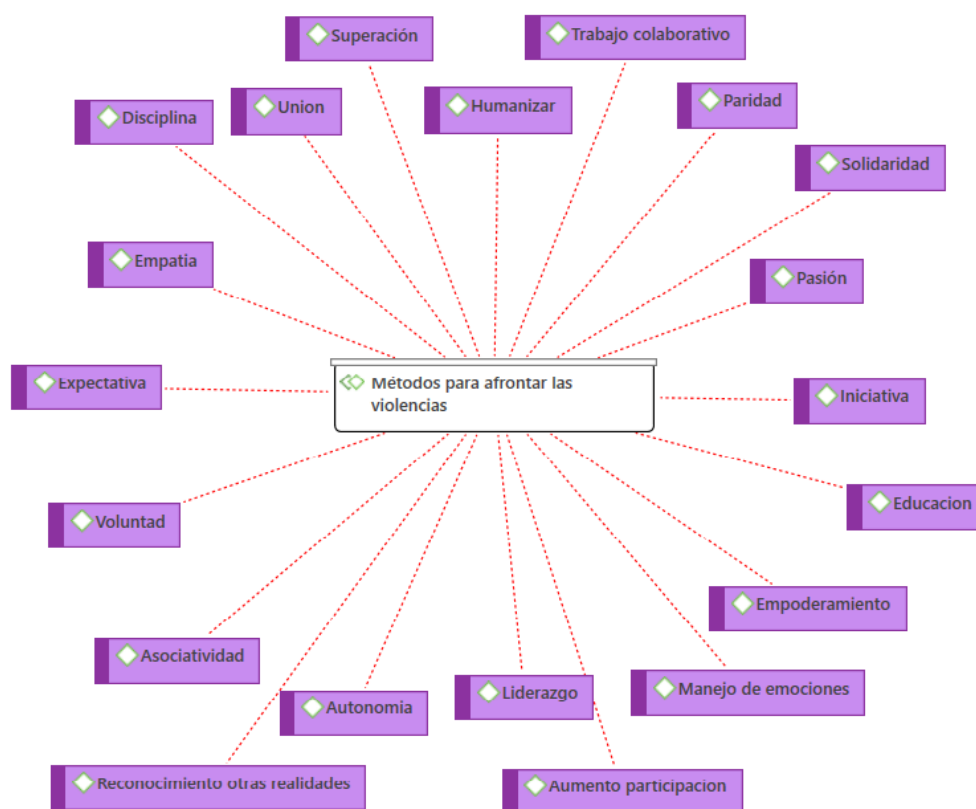 Superación
Trabajo colaborativo
Disciplina
Union
Humanizar
Paridad
Solidaridad
Empatia
Pasión
Expectativa
Métodos para afrontar las
violencias
Iniciativa
Voluntad
Educacion
Asociatividad
Empoderamiento
Autonomia
Liderazgo
Manejo de emociones
Reconocimiento otras realidades
Aumento participacion